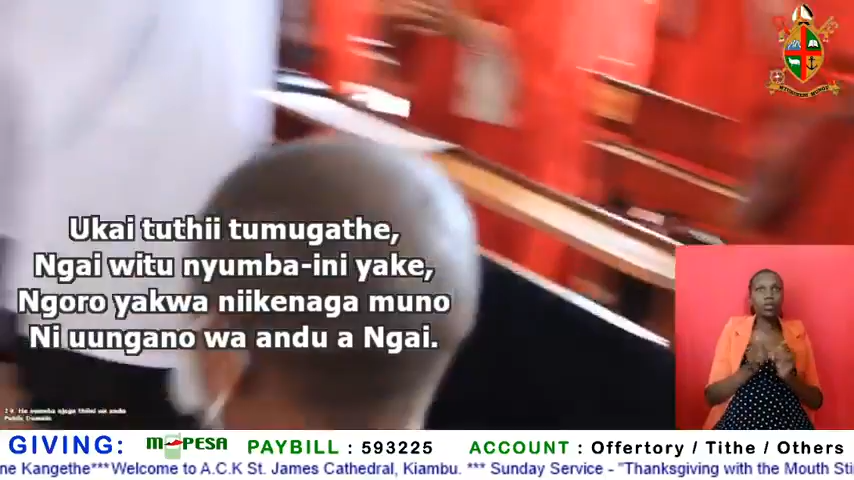 Ukai tuthii tumugathe,
Ngai witu nyumba-ini yake,
Ngoro yakwa niikenaga muno
Ni uungano wa andu a Ngai.
Public Domain
GIVING: M-PESA PAYBILL : 593225 ACCOUNT : Offertory / Tithe / Others
ne Kangethe***Welcome to A.C.K St. James Cathedral, Kiambu. *** Sunday Service - "Thanksgiving with the Mouth Sti